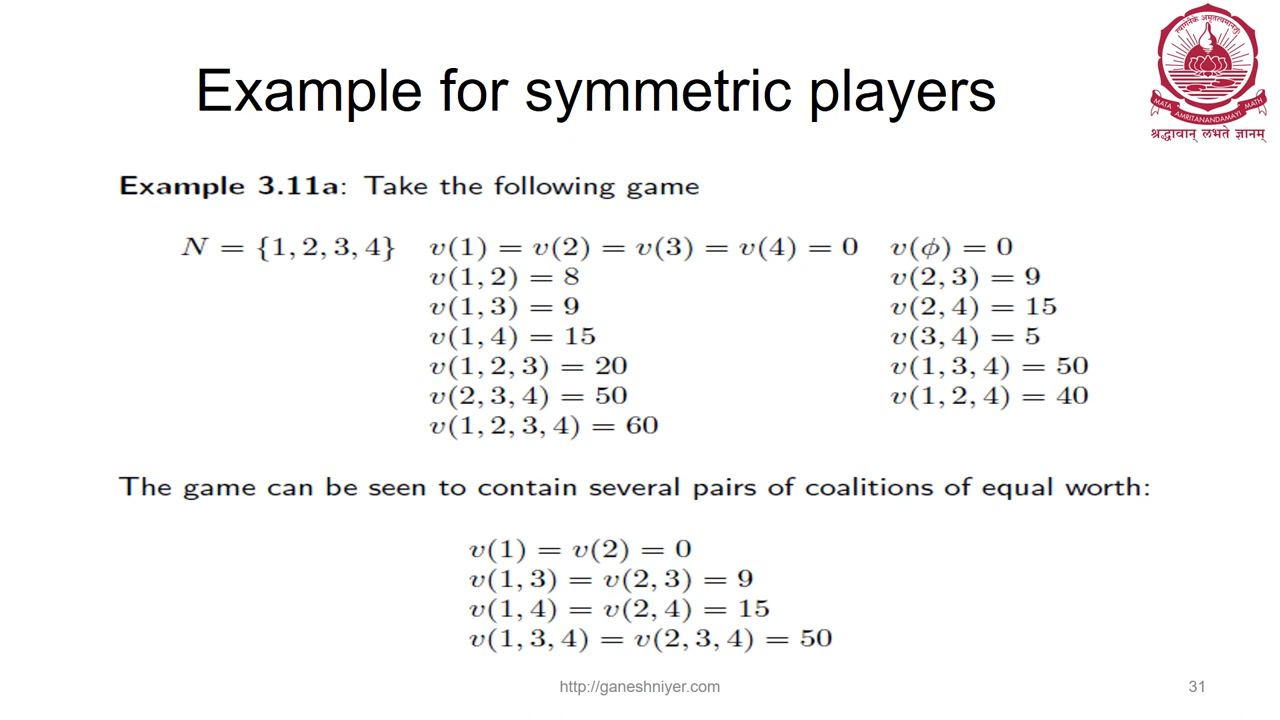 Example for symmetric players
त्यागेनैके अमृतत्वमानशुः
MATA AMRITANANDAMAYI MATH
श्रद्धावान् लभते ज्ञानम्
Example 3.11a: Take the following game
N = {1, 2, 3, 4} v(1) = v(2) = v(3) = v(4) = 0 v(ϕ) = 0
v(1, 2) = 8 v(2, 3) = 9
v(1, 3) = 9 v(2, 4) = 15
v(1, 4) = 15 v(3, 4) = 5
v(1, 2, 3) = 20 v(1, 3, 4) = 50
v(2, 3, 4) = 50 v(1, 2, 4) = 40
v(1, 2, 3, 4) = 60
The game can be seen to contain several pairs of coalitions of equal worth:
v(1) = v(2) = 0
v(1, 3) = v(2, 3) = 9
v(1, 4) = v(2, 4) = 15
v(1, 3, 4) = v(2, 3, 4) = 50
http://ganeshniyer.com
31